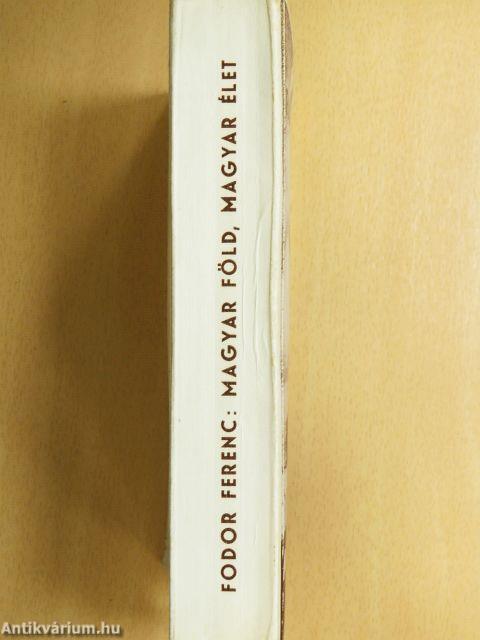 FODOR FERENC: MAGYAR FÖLD, MAGYAR ÉLET
Antikvárium.hu